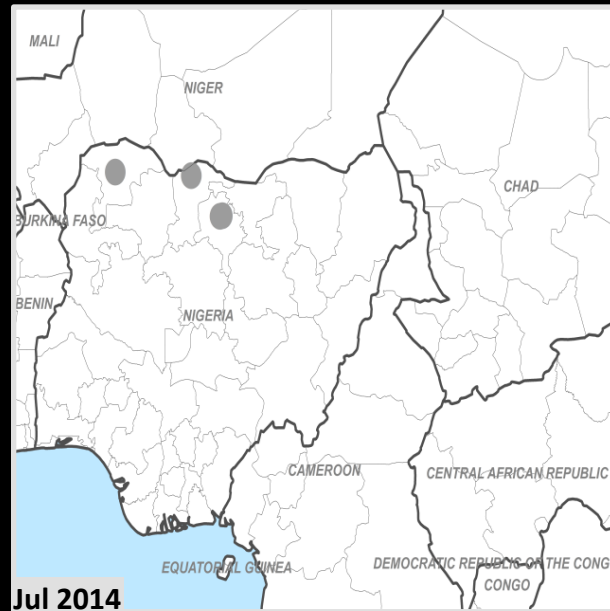 MALI
NIGER
CHAD
BURKINA FASO
BENIN
NIGERIA
CAMEROON
CENTRAL AFRICAN REPUBLIC
EQUATORIAL GUINEA
DEMOCRATIC REPUBLIC OF THE CONG
CONGO
Jul 2014